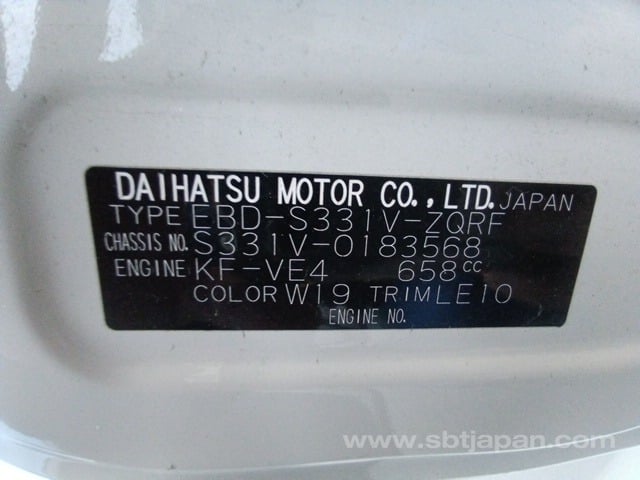 DAIHATSU MOTOR CO., LTD. JAPAN
TYPE EBD-S331V-ZQRF
CHASSIS NO. S331V-0183568
ENGINE KF-VE4 658cc
COLOR W19 TRIM LE10
ENGINE NO.
www.sbtjapan.com